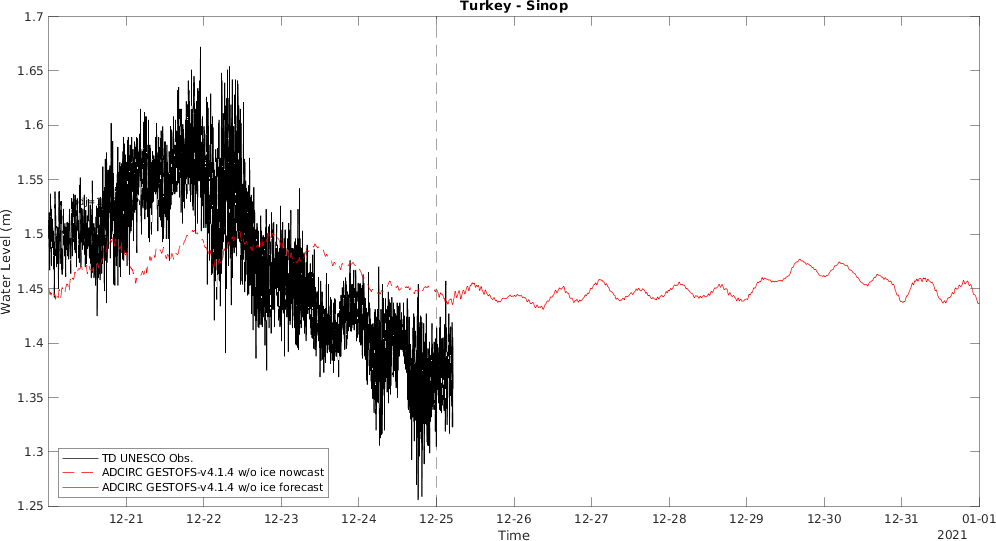 Turkey - Sinop
1.7
1.65
1.6
1.55
1.5
1.45
1.4
1.35
1.3
1.25
Water Level (m)
TD UNESCO Obs.
ADCIRC GESTOFS-v4.1.4 w/o ice nowcast
ADCIRC GESTOFS-v4.1.4 w/o ice forecast
12-21 12-22 12-23 12-24 12-25 12-26 12-27 12-28 12-29 12-30 12-31 01-01
Time
2021